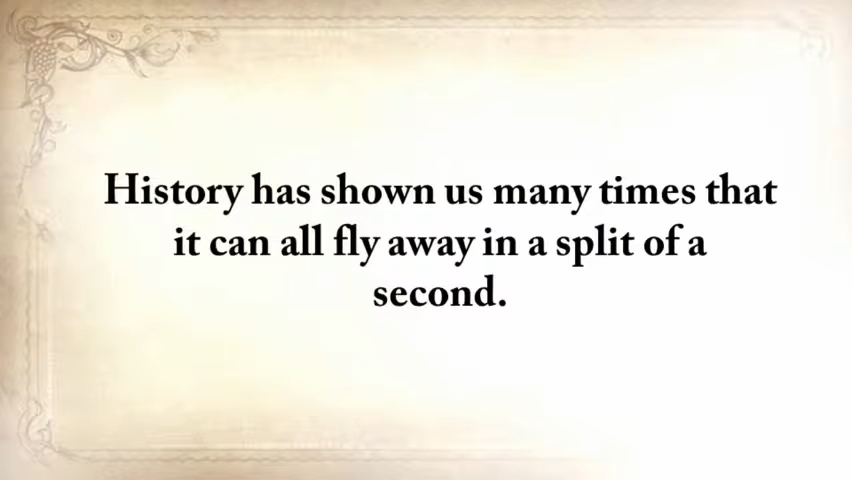 History has shown us many times that
it can all fly away in a split of a
second.